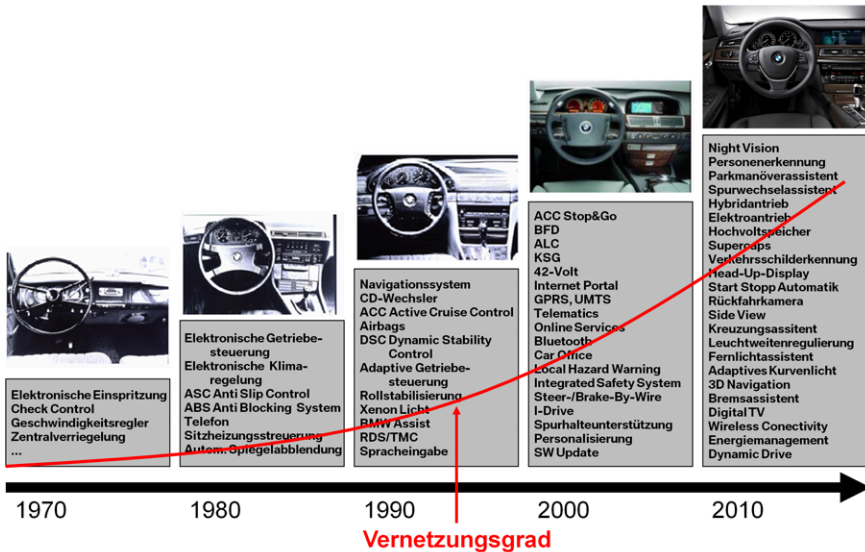 Elektronische Einspritzung
Check Control
Geschwindigkeitsregler
Zentralverriegelung
...
Elektronische Getriebe-
steuerung
Elektronische Klima-
regelung
ASC Anti Slip Control
ABS Anti Blocking System
Telefon
Sitzheizungsstreuerung
Autom. Spiegelabblendung
Navigationssystem
CD-Wechsler
ACC Active Cruise Control
Airbags
DSC Dynamic Stability
Control
Adaptive Getriebe-
steuerung
Rollstabilisierung
Xenon Licht
BMW Assist
RDS/TMC
Spracheingabe
ACC Stop&Go
BFD
ALC
KSG
42-Volt
Internet Portal
GPRS, UMTS
Telematics
Online Services
Bluetooth
Car Office
Local Hazard Warning
Integrated Safety System
Steer-/Brake-By-Wire
I-Drive
Spurhalteunterstützung
Personalisierung
SW Update
Night Vision
Personenerkennung
Parkmanöverassistent
Spurwechselassistent
Hybridantrieb
Elektroantrieb
Hochvoltspeicher
Supercaps
Verkehrsschilderkennung
Head-Up-Display
Start Stopp Automatik
Rückfahrkamera
Side View
Kreuzungsassitent
Leuchtweitenregulierung
Fernlichtassistent
Adaptives Kurvenlicht
3D Navigation
Bremsassistent
Digital TV
Wireless Conectivity
Energiemanagement
Dynamic Drive
1970
1980
1990
2000
2010
Vernetzungsgrad